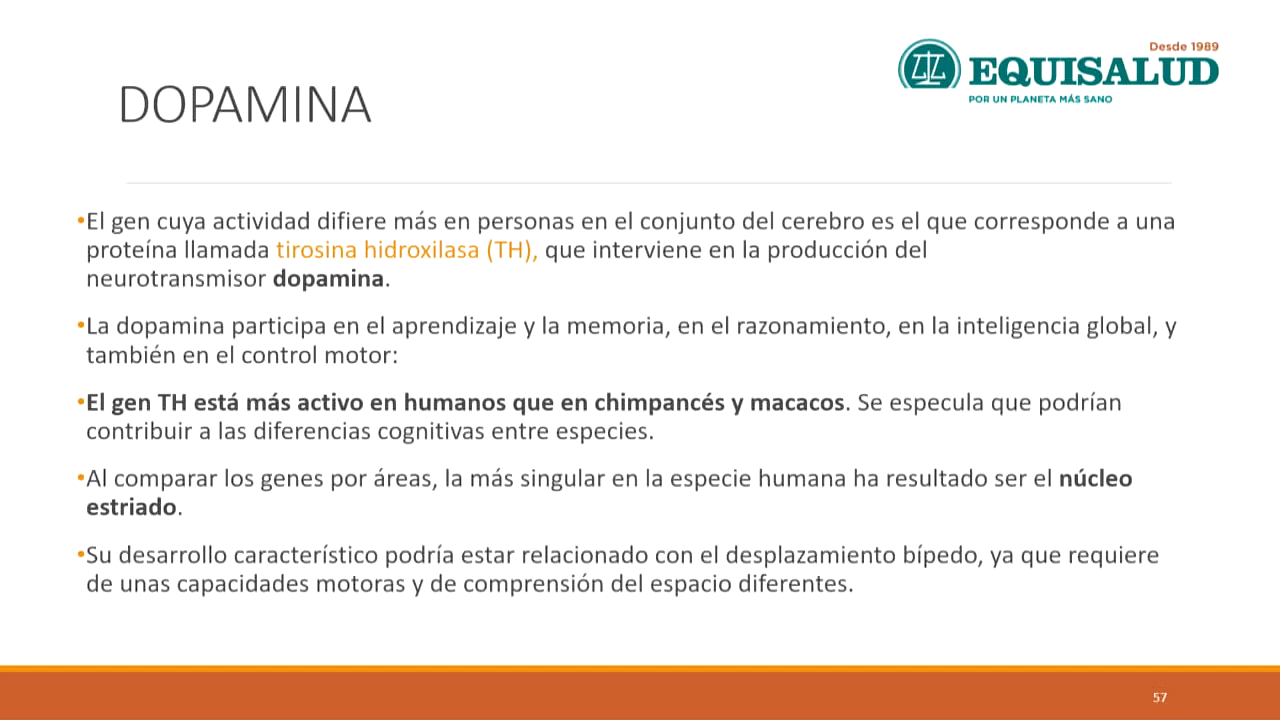 Desde 1989
EQUISALUD
POR UN PLANETA MÁS SANO
DOPAMINA
•El gen cuya actividad difiere más en personas en el conjunto del cerebro es el que corresponde a una
proteína llamada tirosina hidroxilasa (TH), que interviene en la producción del
neurotransmisor dopamina.
•La dopamina participa en el aprendizaje y la memoria, en el razonamiento, en la inteligencia global, y
también en el control motor:
•El gen TH está más activo en humanos que en chimpancés y macacos. Se especula que podrían
contribuir a las diferencias cognitivas entre especies.
•Al comparar los genes por áreas, la más singular en la especie humana ha resultado ser el núcleo
estriado.
•Su desarrollo característico podría estar relacionado con el desplazamiento bípedo, ya que requiere
de unas capacidades motoras y de comprensión del espacio diferentes.
57